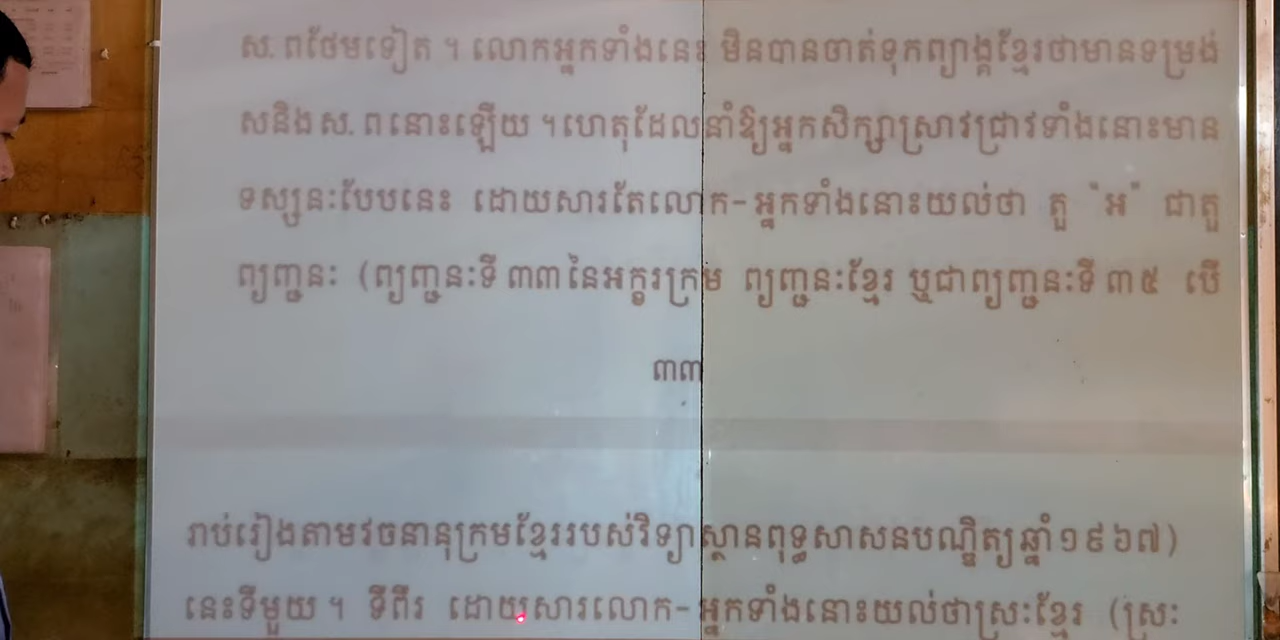 ស. ពថែមទៀត ។ លោកអ្នកទាំងនេះ មិនបានចាត់ទុកព្យាង្គខ្មែរថាមានទម្រង់
សនិងស. ពនោះឡើយ ។ហេតុដែលនាំឱ្យអ្នកសិក្សាស្រាវជ្រាវទាំងនោះមាន
ទស្សនៈបែបនេះ ដោយសារតែលោក-អ្នកទាំងនោះយល់ថា តួ "អ" ជាតួ
ព្យញ្ជនៈ (ព្យញ្ជនៈទី ៣៣ នៃអក្ខរក្រម ព្យញ្ជនៈខ្មែរ ឬជាព្យញ្ជនៈទី ៣៥ បើ
៣៣
រាប់រៀងតាមវចនានុក្រមខ្មែររបស់វិទ្យាស្ថានពុទ្ធសាសនបណ្ឌិត្យឆ្នាំ១៩៦៧)
នេះទីមួយ ។ ទីពីរ ដោយសារលោក-អ្នកទាំងនោះយល់ថាស្រៈខ្មែរ (ស្រៈ